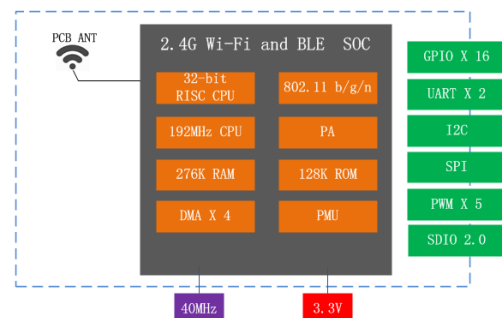 PCB ANT
2.4G Wi-Fi and BLE SOC
32-bit
RISC CPU
802.11 b/g/n
192MHz CPU
PA
276K RAM
128K ROM
DMA X 4
PMU
GPIO X 16
UART X 2
I2C
SPI
PWM X 5
SDIO 2.0
40MHz
3.3V